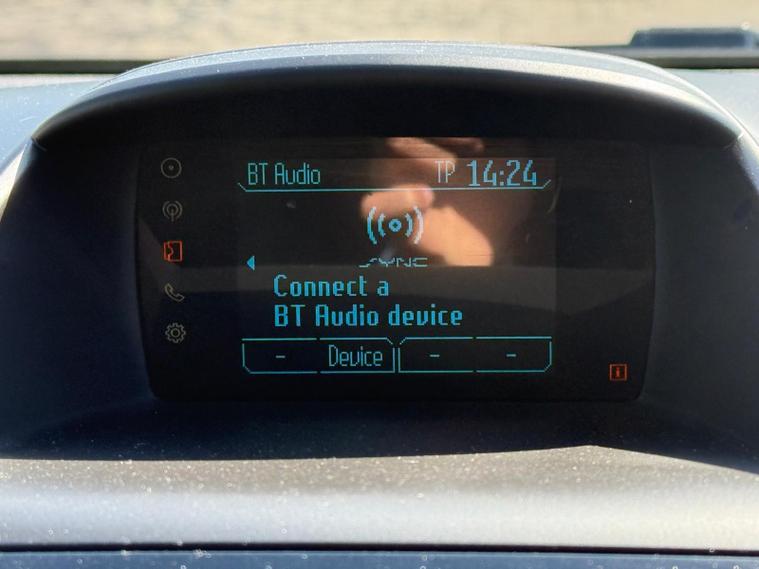 BT Audio TP 14:24
SYNC
Connect a
BT Audio device
- Device - -